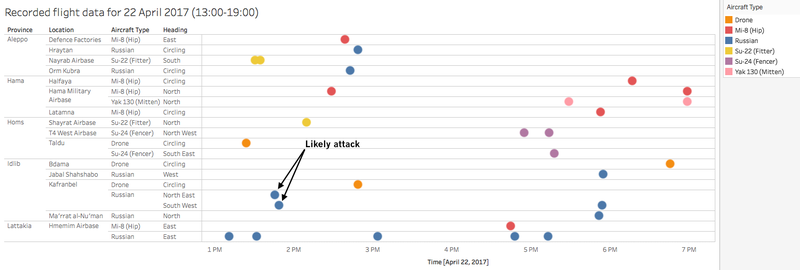 Recorded flight data for 22 April 2017 (13:00-19:00)
Province Location Aircraft Type Heading
Aleppo Defence Factories Mi-8 (Hip) East
Hraytan Russian Circling
Nayrab Airbase Su-22 (Fitter) South
Orm Kubra Russian Circling
Hama Halfaya Mi-8 (Hip) Circling
Hama Military Airbase Mi-8 (Hip) North
Yak 130 (Mitten) North
Latamna Mi-8 (Hip) Circling
Homs Shayrat Airbase Su-22 (Fitter) North
T4 West Airbase Su-24 (Fencer) North West
Taldu Drone Circling
Su-24 (Fencer) South East
Idlib Bdama Drone Circling
Jabal Shahshabo Russian West
Kafranbel Drone Circling
Russian North East
South West
Ma'rrat al-Nu'man Russian North
Lattakia Hmemim Airbase Mi-8 (Hip) East
Russian East
Likely attack
1 PM 2 PM 3 PM 4 PM 5 PM 6 PM 7 PM
Time [April 22, 2017]
Aircraft Type
Drone
Mi-8 (Hip)
Russian
Su-22 (Fitter)
Su-24 (Fencer)
Yak 130 (Mitten)